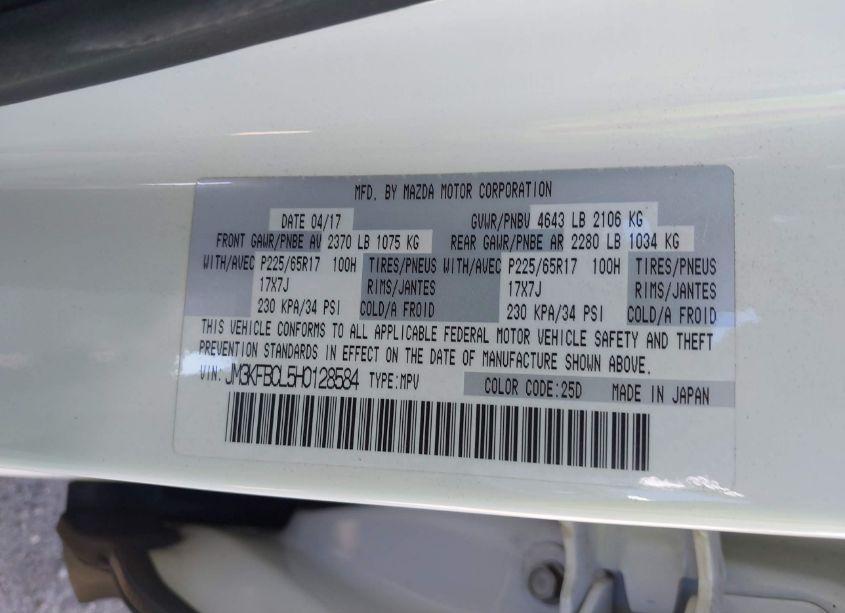 MFD. BY MAZDA MOTOR CORPORATION
DATE 04/17 GVWR/PNBV 4643 LB 2106 KG
FRONT GAWR/PNBE AV 2370 LB 1075 KG REAR GAWR/PNBE AR 2280 LB 1034 KG
WITH/AVEC P225/65R17 100H TIRES/PNEUS WITH/AVEC P225/65R17 100H TIRES/PNEUS
17X7J RIMS/JANTES 17X7J RIMS/JANTES
230 KPA/34 PSI COLD/A FROID 230 KPA/34 PSI COLD/A FROID
THIS VEHICLE CONFORMS TO ALL APPLICABLE FEDERAL MOTOR VEHICLE SAFETY AND THEFT
PREVENTION STANDARDS IN EFFECT ON THE DATE OF MANUFACTURE SHOWN ABOVE.
VIN: JM3KFBCL5H0128584 TYPE:MPV COLOR CODE:25D MADE IN JAPAN